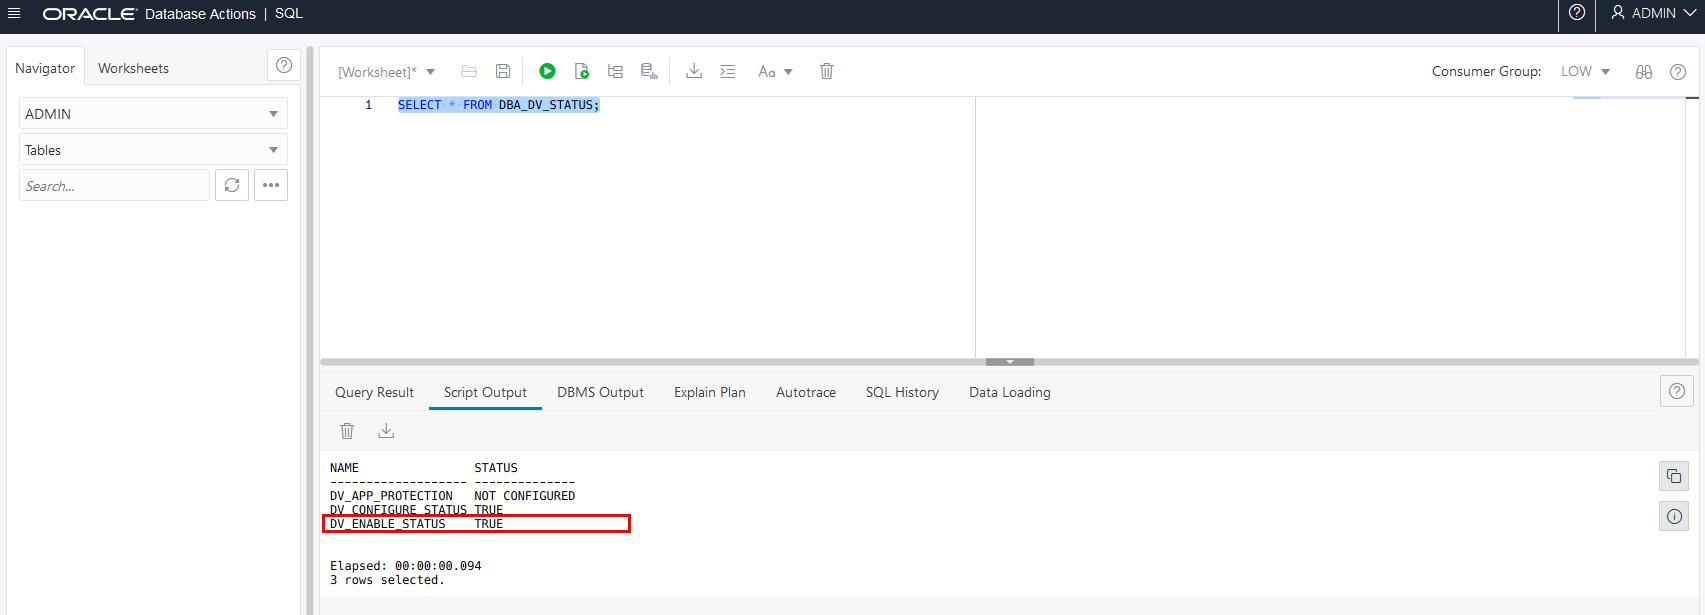 ORACLE Database Actions | SQL
ADMIN
Navigator
Worksheets
[Worksheet]*
Aa
Consumer Group: LOW
ADMIN
Tables
Search...
1 SELECT * FROM DBA_DV_STATUS;
Query Result Script Output DBMS Output Explain Plan Autotrace SQL History Data Loading
NAME STATUS
------------------- --------------
DV_APP_PROTECTION NOT CONFIGURED
DV_CONFIGURE_STATUS TRUE
DV_ENABLE_STATUS TRUE
Elapsed: 00:00:00.094
3 rows selected.